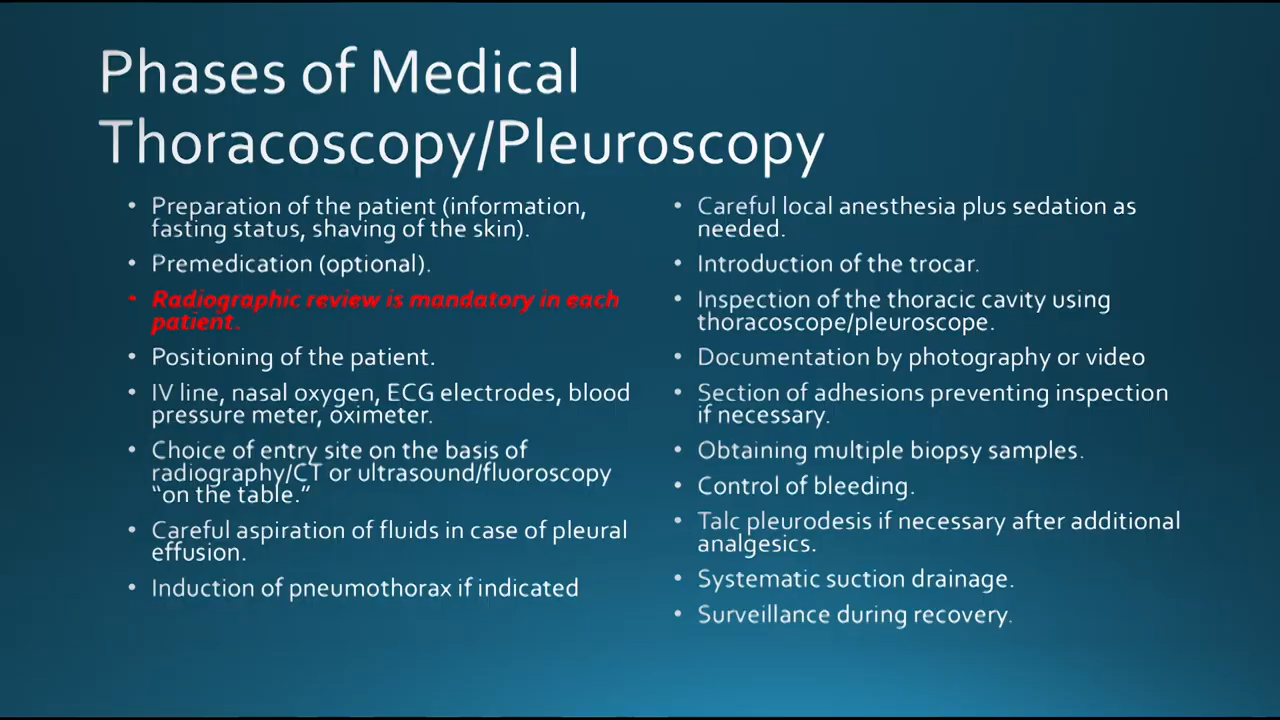 Phases of Medical
Thoracoscopy/Pleuroscopy
• Preparation of the patient (information,
fasting status, shaving of the skin).
• Premedication (optional).
• Radiographic review is mandatory in each
patient.
• Positioning of the patient.
• IV line, nasal oxygen, ECG electrodes, blood
pressure meter, oximeter.
• Choice of entry site on the basis of
radiography/CT or ultrasound/fluoroscopy
“on the table.”
• Careful aspiration of fluids in case of pleural
effusion.
• Induction of pneumothorax if indicated
• Careful local anesthesia plus sedation as
needed.
• Introduction of the trocar.
• Inspection of the thoracic cavity using
thoracoscope/pleuroscope.
• Documentation by photography or video
• Section of adhesions preventing inspection
if necessary.
• Obtaining multiple biopsy samples.
• Control of bleeding.
• Talc pleurodesis if necessary after additional
analgesics.
• Systematic suction drainage.
• Surveillance during recovery.